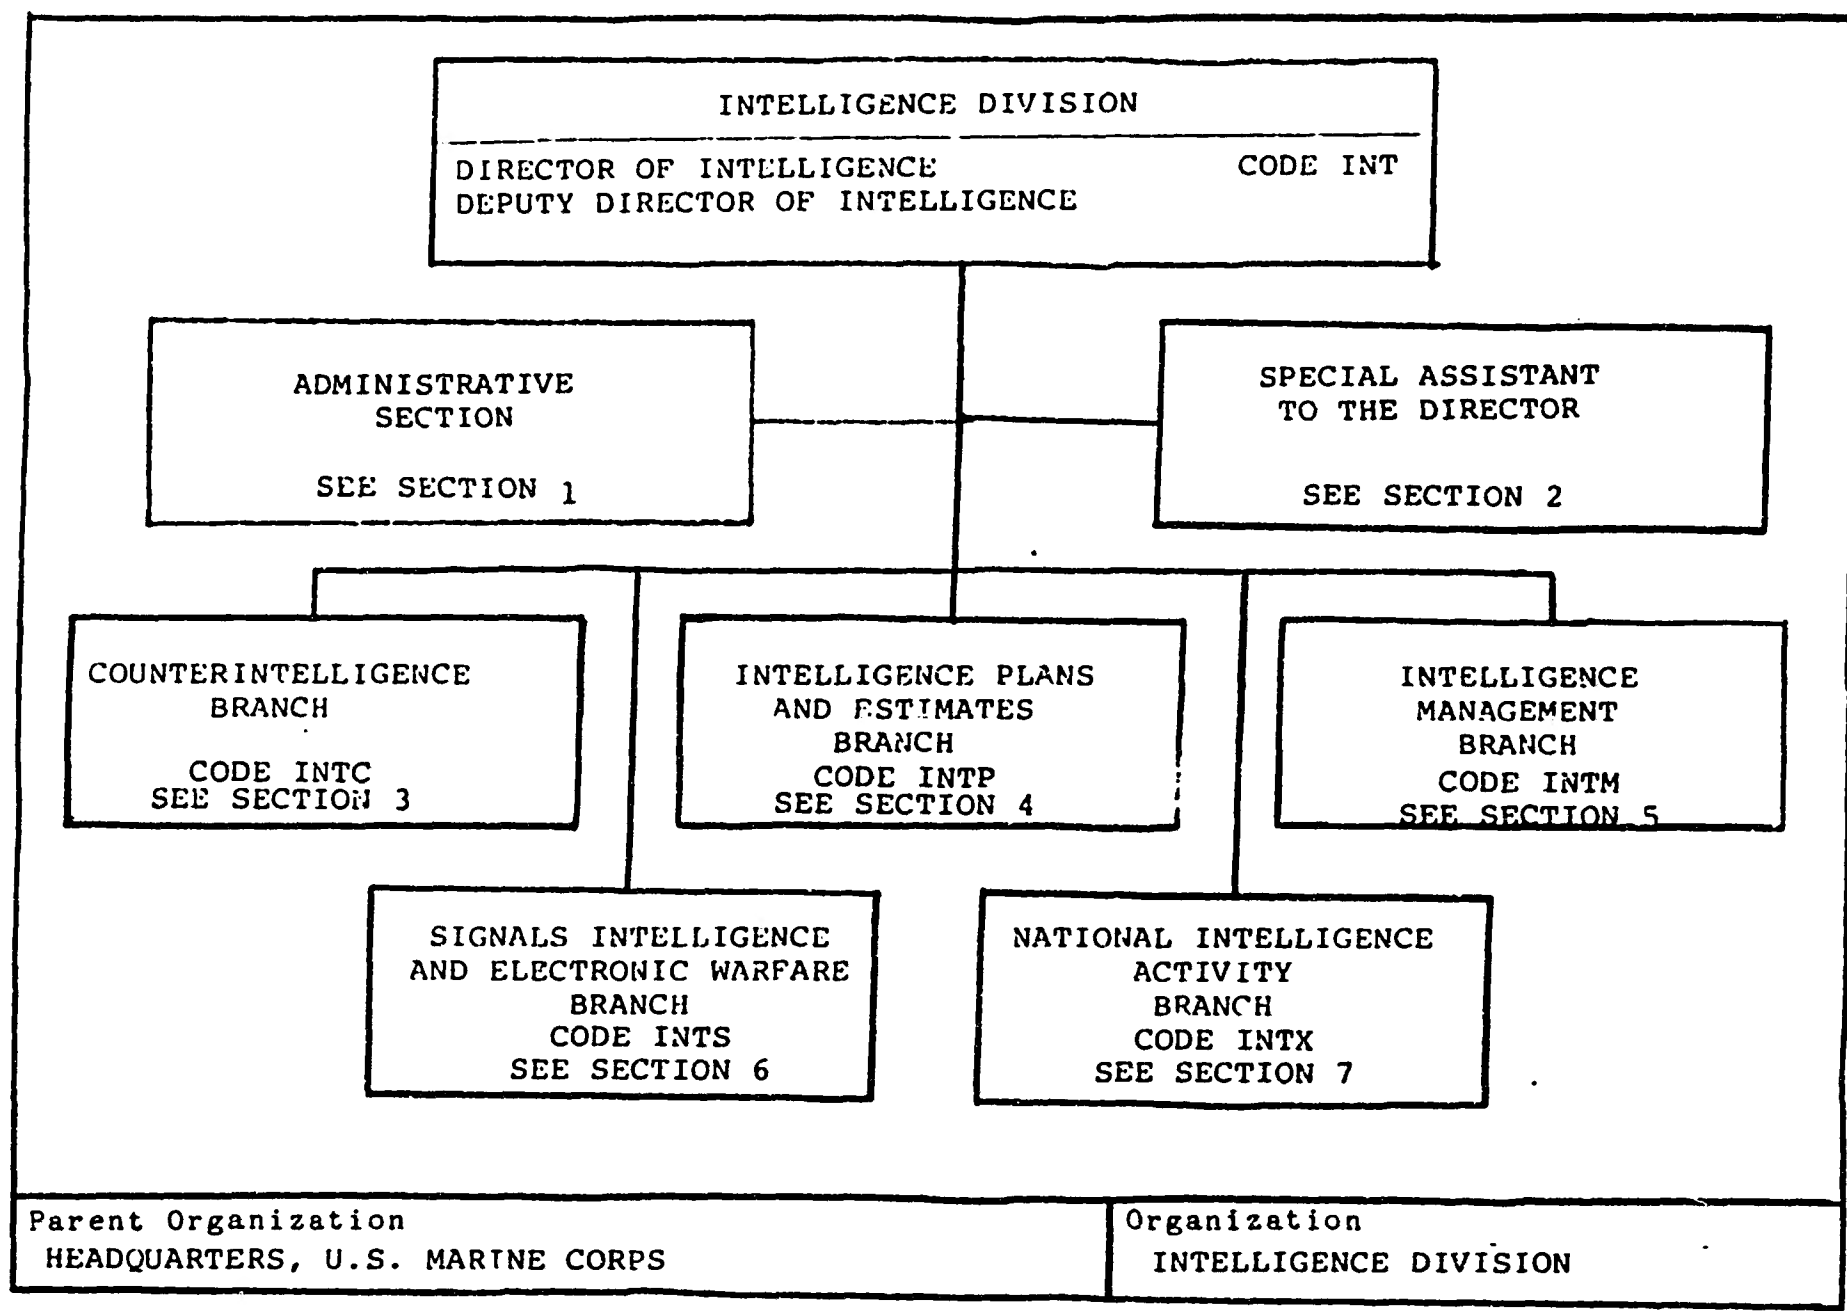 INTELLIGENCE DIVISION
DIRECTOR OF INTELLIGENCE CODE INT
DEPUTY DIRECTOR OF INTELLIGENCE
ADMINISTRATIVE
SECTION
SEE SECTION 1
SPECIAL ASSISTANT
TO THE DIRECTOR
SEE SECTION 2
COUNTERINTELLIGENCE
BRANCH
CODE INTC
SEE SECTION 3
INTELLIGENCE PLANS
AND ESTIMATES
BRANCH
CODE INTP
SEE SECTION 4
INTELLIGENCE
MANAGEMENT
BRANCH
CODE INTM
SEE SECTION 5
SIGNALS INTELLIGENCE
AND ELECTRONIC WARFARE
BRANCH
CODE INTS
SEE SECTION 6
NATIONAL INTELLIGENCE
ACTIVITY
BRANCH
CODE INTX
SEE SECTION 7
Parent Organization
HEADQUARTERS, U.S. MARINE CORPS
Organization
INTELLIGENCE DIVISION